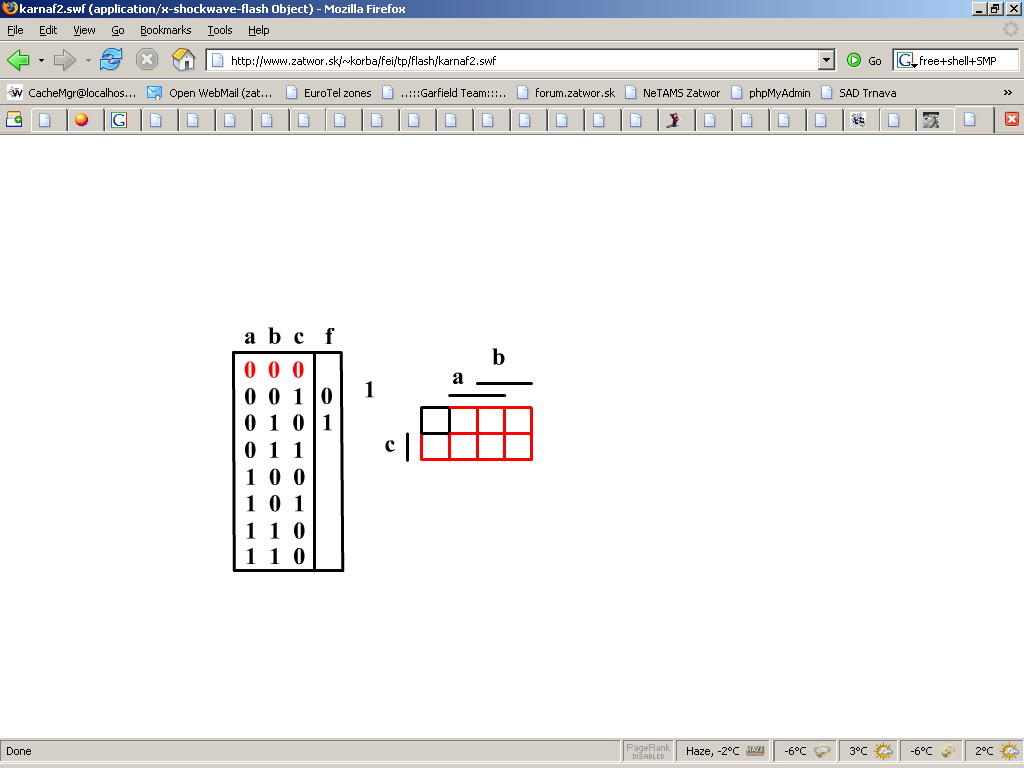 karnaf2.swf (application/x-shockwave-flash Object) - Mozilla Firefox
File Edit View Go Bookmarks Tools Help
http://www.zatwor.sk/~korba/fei/tp/flash/karnaf2.swf Go G free+shell+SMP
W CacheMgr@localhos... Open WebMail (zat... EuroTel zones ..:::Garfield Team:::.. forum.zatwor.sk NeTAMS Zatwor phpMyAdmin SAD Trnava »
G
a b c f
0 0 0
0 0 1 0
0 1 0 1
0 1 1
1 0 0
1 0 1
1 1 0
1 1 0
1
b
a
c
Done PageRank DISABLED Haze, -2°C HAZE -6°C 3°C -6°C 2°C